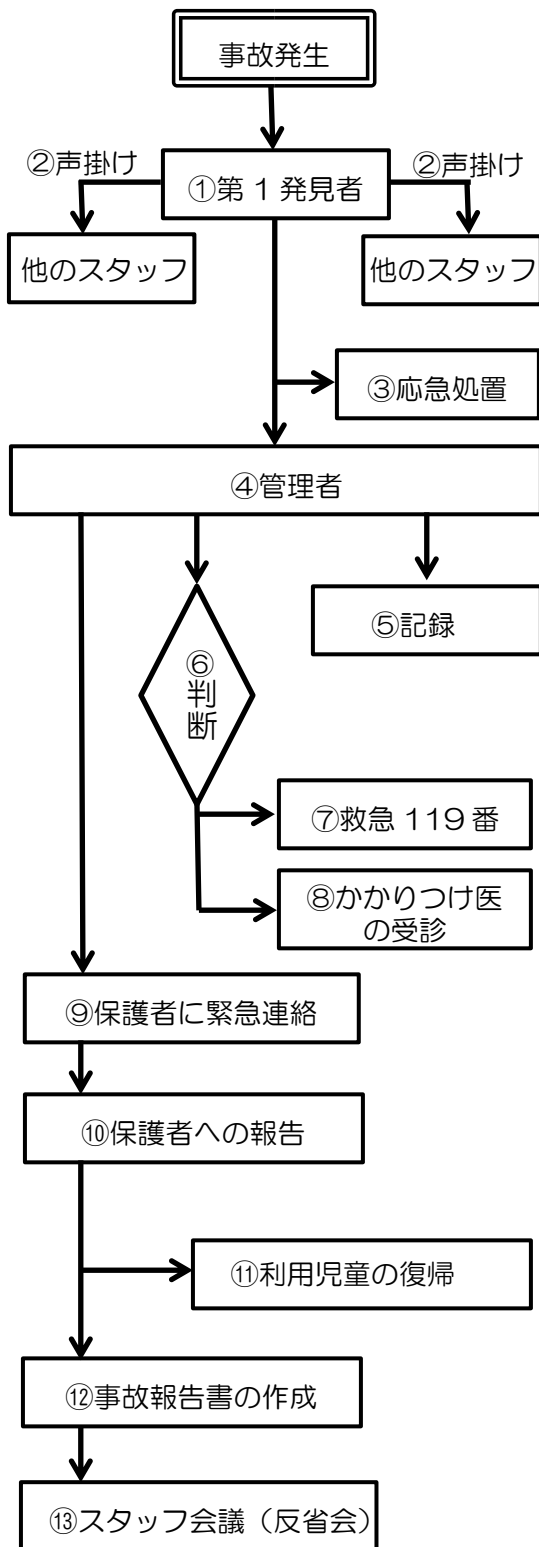 事故発生
②声掛け
②声掛け
①第1発見者
他のスタッフ
他のスタッフ
③応急処置
④管理者
⑤記録
⑥
判
断
⑦救急119番
⑧かかりつけ医
の受診
⑨保護者に緊急連絡
⑩保護者への報告
⑪利用児童の復帰
⑫事故報告書の作成
⑬スタッフ会議（反省会）